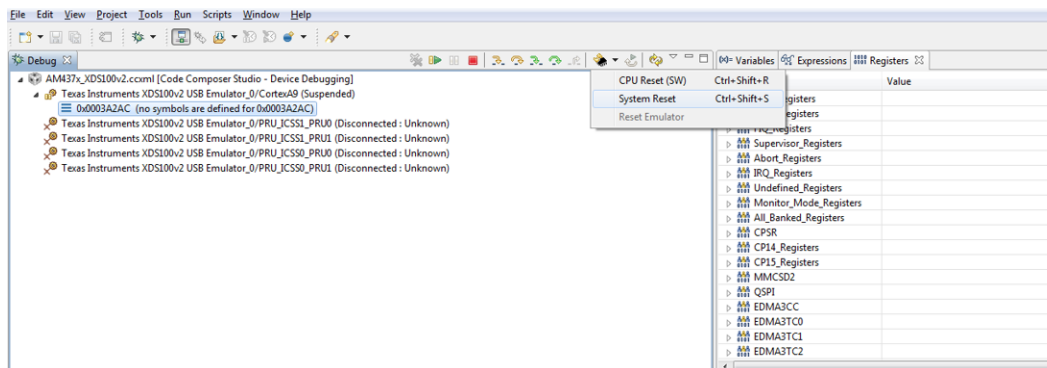 File Edit View Project Tools Run Scripts Window Help
Debug
AM437x_XDS100v2.ccxml [Code Composer Studio - Device Debugging]
Texas Instruments XDS100v2 USB Emulator_0/CortexA9 (Suspended)
0x0003A2AC (no symbols are defined for 0x0003A2AC)
Texas Instruments XDS100v2 USB Emulator_0/PRU_ICSS1_PRU0 (Disconnected : Unknown)
Texas Instruments XDS100v2 USB Emulator_0/PRU_ICSS1_PRU1 (Disconnected : Unknown)
Texas Instruments XDS100v2 USB Emulator_0/PRU_ICSS0_PRU0 (Disconnected : Unknown)
Texas Instruments XDS100v2 USB Emulator_0/PRU_ICSS0_PRU1 (Disconnected : Unknown)
CPU Reset (SW) Ctrl+Shift+R
System Reset Ctrl+Shift+S
Reset Emulator
Variables Expressions Registers
Value
Supervisor_Registers
Abort_Registers
IRQ_Registers
Undefined_Registers
Monitor_Mode_Registers
All_Banked_Registers
CPSR
CP14_Registers
CP15_Registers
MMCSD2
QSPI
EDMA3CC
EDMA3TC0
EDMA3TC1
EDMA3TC2